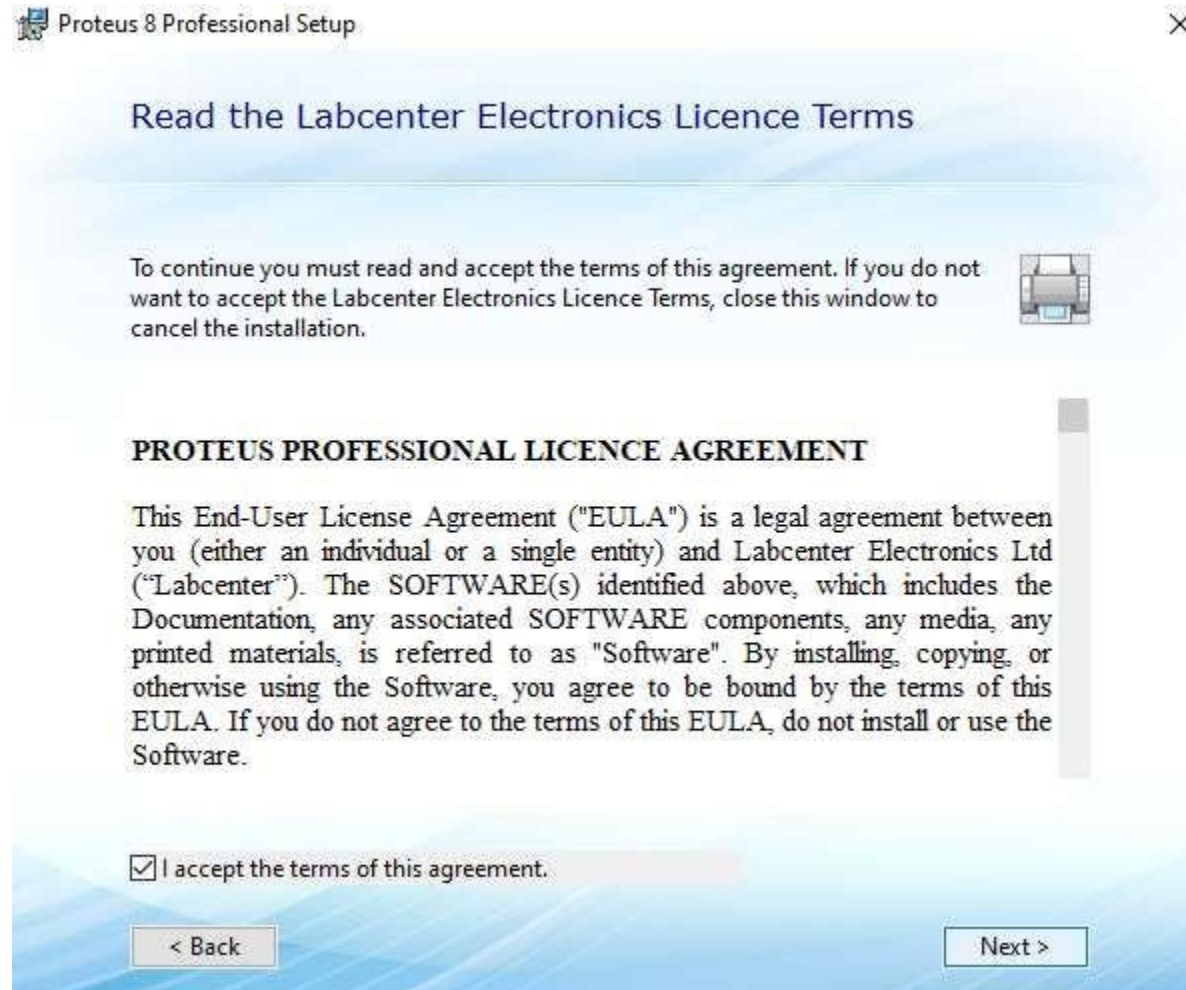 Proteus 8 Professional Setup
Read the Labcenter Electronics Licence Terms
To continue you must read and accept the terms of this agreement. If you do not
want to accept the Labcenter Electronics Licence Terms, close this window to
cancel the installation.
PROTEUS PROFESSIONAL LICENCE AGREEMENT
This End-User License Agreement ("EULA") is a legal agreement between
you (either an individual or a single entity) and Labcenter Electronics Ltd
(“Labcenter”). The SOFTWARE(s) identified above, which includes the
Documentation, any associated SOFTWARE components, any media, any
printed materials, is referred to as "Software". By installing, copying, or
otherwise using the Software, you agree to be bound by the terms of this
EULA. If you do not agree to the terms of this EULA, do not install or use the
Software.
I accept the terms of this agreement.
< Back
Next >